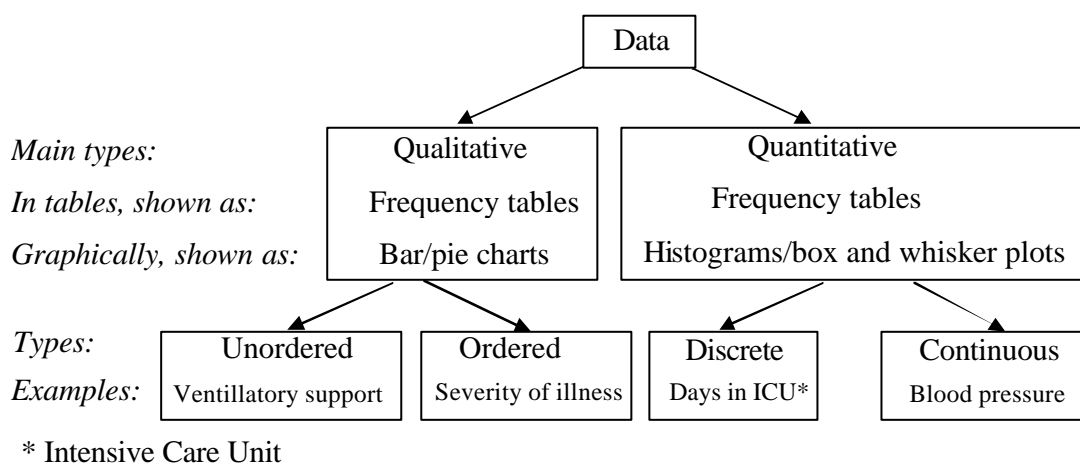 Data
Main types: Qualitative Quantitative
In tables, shown as: Frequency tables Frequency tables
Graphically, shown as: Bar/pie charts Histograms/box and whisker plots
Types: Unordered Ordered Discrete Continuous
Examples: Ventillatory support Severity of illness Days in ICU* Blood pressure
* Intensive Care Unit